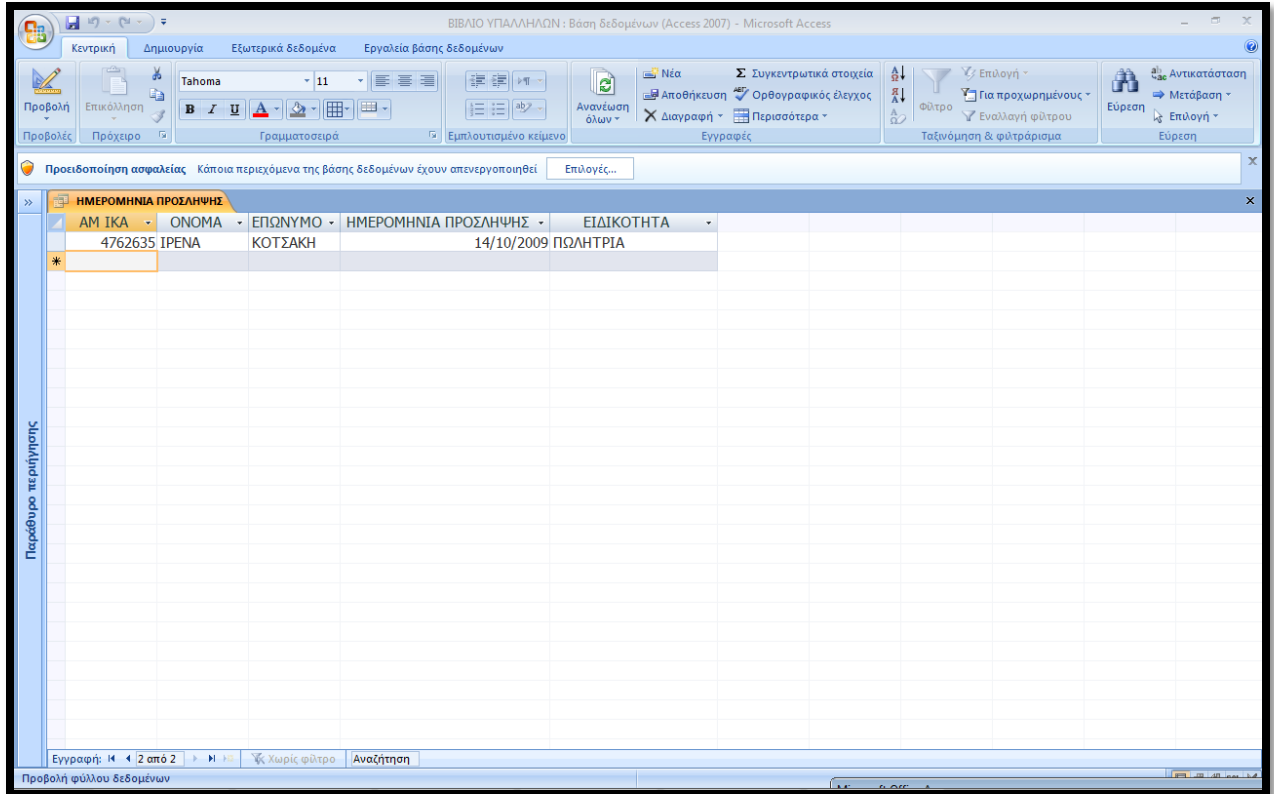 ΒΙΒΛΙΟ ΥΠΑΛΛΗΛΩΝ : Βάση δεδομένων (Access 2007) - Microsoft Access
Κεντρική Δημιουργία Εξωτερικά δεδομένα Εργαλεία βάσης δεδομένων
Προβολή Επικόλληση Tahoma 11 Ανανέωση όλων Νέα Σ Συγκεντρωτικά στοιχεία Φίλτρο Επιλογή Εύρεση Αντικατάσταση
B I U A Αποθήκευση Ορθογραφικός έλεγχος Για προχωρημένους Μετάβαση
Διαγραφή Περισσότερα Εναλλαγή φίλτρου Επιλογή
Προβολές Πρόχειρο Γραμματοσειρά Εμπλουτισμένο κείμενο Εγγραφές Ταξινόμηση & φιλτράρισμα Εύρεση
Προειδοποίηση ασφαλείας Κάποια περιεχόμενα της βάσης δεδομένων έχουν απενεργοποιηθεί Επιλογές...
» ΗΜΕΡΟΜΗΝΙΑ ΠΡΟΣΛΗΨΗΣ
ΑΜ ΙΚΑ ΟΝΟΜΑ ΕΠΩΝΥΜΟ ΗΜΕΡΟΜΗΝΙΑ ΠΡΟΣΛΗΨΗΣ ΕΙΔΙΚΟΤΗΤΑ
4762635 ΙΡΕΝΑ ΚΟΤΣΑΚΗ 14/10/2009 ΠΩΛΗΤΡΙΑ
Παράθυρο περιήγησης
Εγγραφή: 2 από 2 Χωρίς φίλτρο Αναζήτηση
Προβολή φύλλου δεδομένων